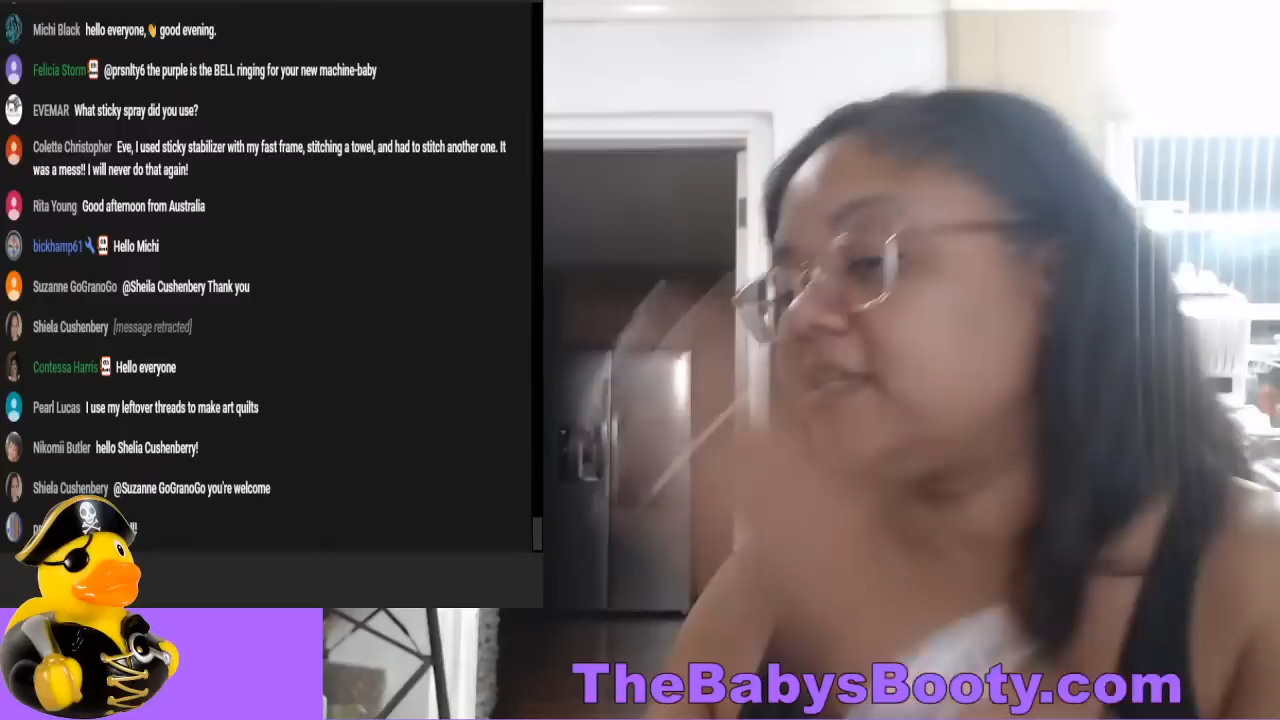 Michi Black hello everyone,👋 good evening.
Felicia Storm @prsnlty6 the purple is the BELL ringing for your new machine-baby
EVEMAR What sticky spray did you use?
Colette Christopher Eve, I used sticky stabilizer with my fast frame, stitching a towel, and had to stitch another one. It
was a mess!! I will never do that again!
Rita Young Good afternoon from Australia
bickhamp61 Hello Michi
Suzanne GoGranoGo @Sheila Cushenbery Thank you
Shiela Cushenbery [message retracted]
Contessa Harris Hello everyone
Pearl Lucas I use my leftover threads to make art quilts
Nikomii Butler hello Shelia Cushenberry!
Shiela Cushenbery @Suzanne GoGranoGo you're welcome
TheBabysBooty.com